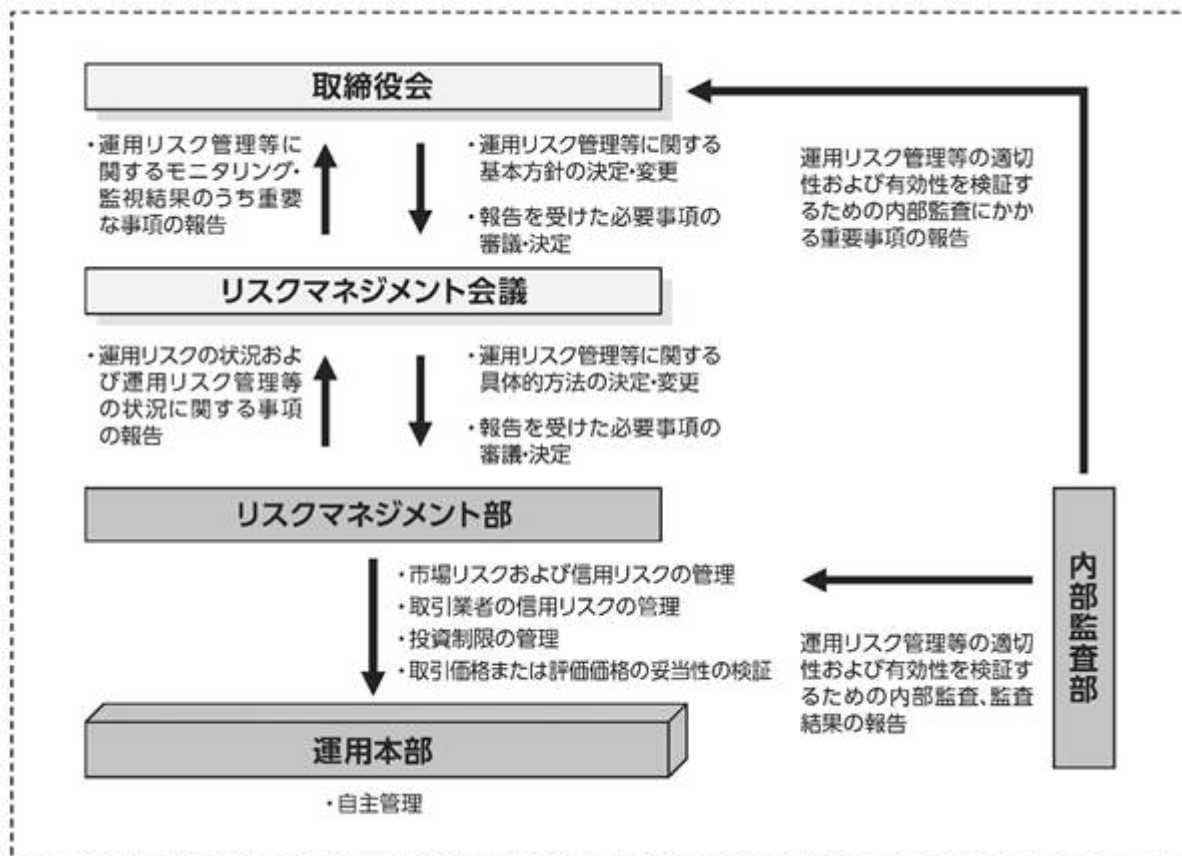 取締役会
・運用リスク管理等に
関するモニタリング・
監視結果のうち重要
な事項の報告
・運用リスク管理等に関する
基本方針の決定・変更
・報告を受けた必要事項の
審議・決定
運用リスク管理等の適切
性および有効性を検証す
るための内部監査にかか
る重要事項の報告
リスクマネジメント会議
・運用リスクの状況およ
び運用リスク管理等
の状況に関する事項
の報告
・運用リスク管理等に関する
具体的方法の決定・変更
・報告を受けた必要事項の
審議・決定
リスクマネジメント部
・市場リスクおよび信用リスクの管理
・取引業者の信用リスクの管理
・投資制限の管理
・取引価格または評価価格の妥当性の検証
内部監査部
運用リスク管理等の適切
性および有効性を検証す
るための内部監査、監査
結果の報告
運用本部
・自主管理